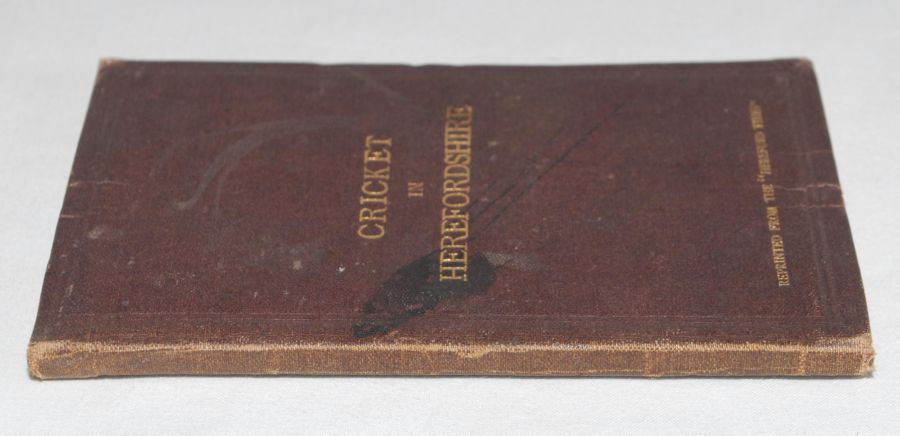 CRICKET
IN
HEREFORDSHIRE
REPRINTED FROM THE "HEREFORD TIMES"